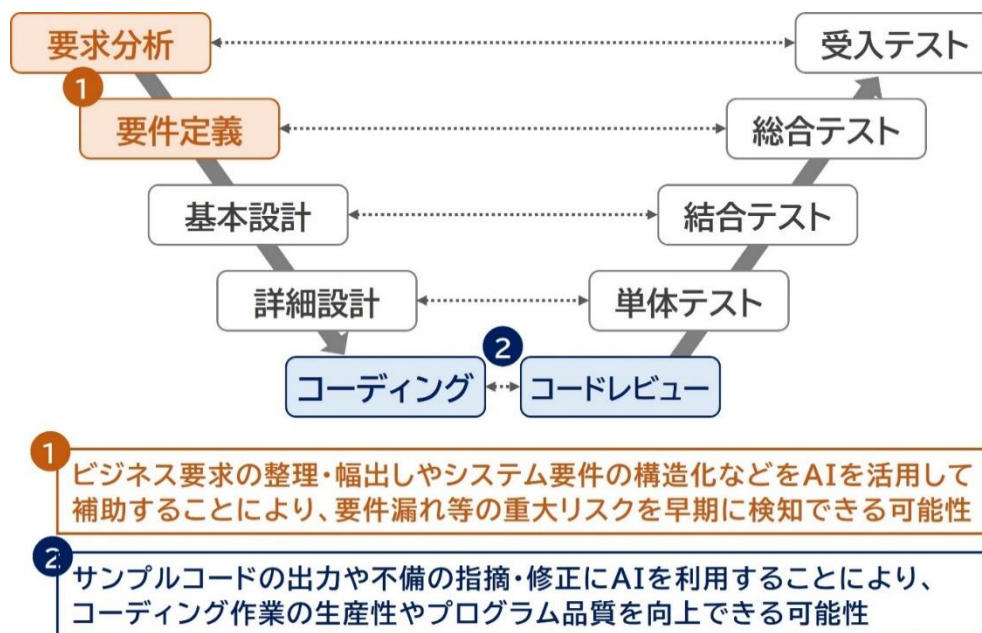 要求分析
受入テスト
1
要件定義
総合テスト
基本設計
結合テスト
詳細設計
単体テスト
2
コーディング
コードレビュー
1
ビジネス要求の整理・幅出しやシステム要件の構造化などをAIを活用して
補助することにより、要件漏れ等の重大リスクを早期に検知できる可能性
2
サンプルコードの出力や不備の指摘・修正にAIを利用することにより、
コーディング作業の生産性やプログラム品質を向上できる可能性